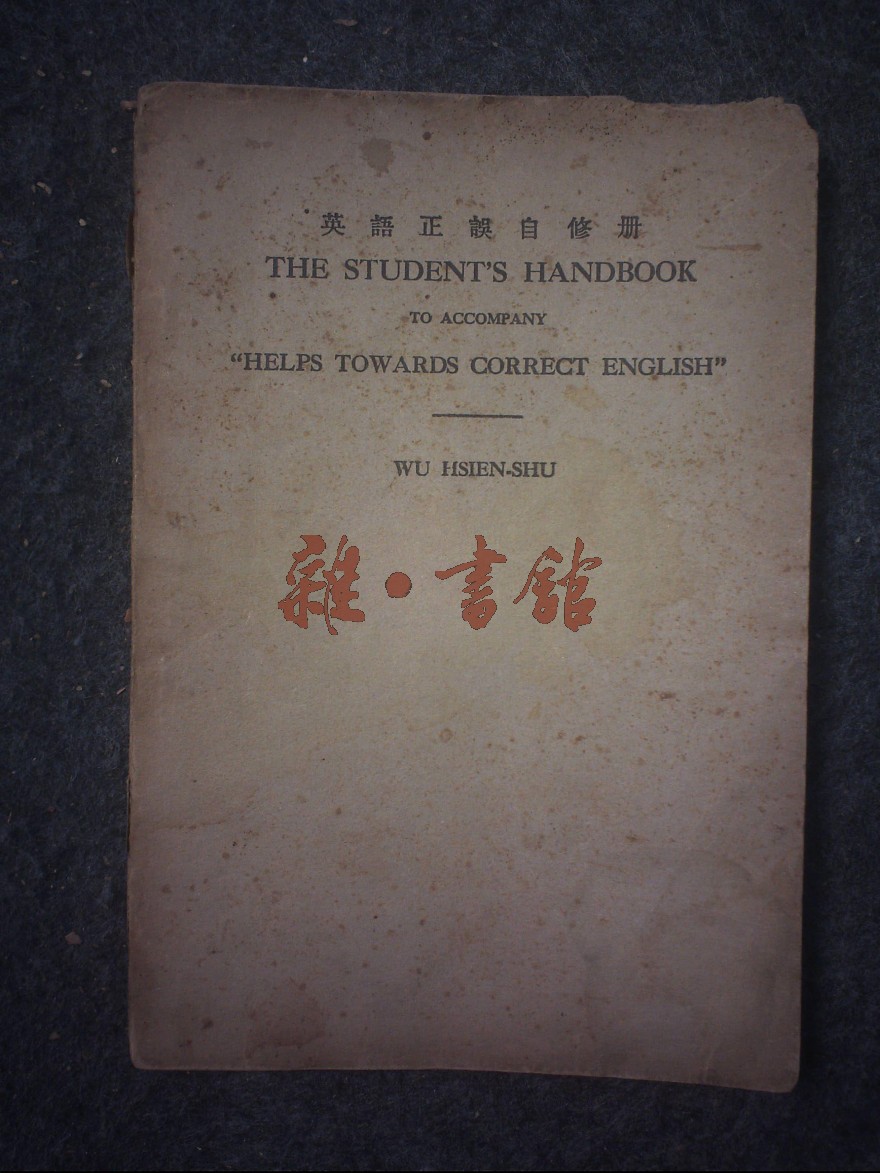 英語正誤自修册
THE STUDENT'S HANDBOOK
TO ACCOMPANY
“HELPS TOWARDS CORRECT ENGLISH”
WU HSIEN-SHU
雜·書館